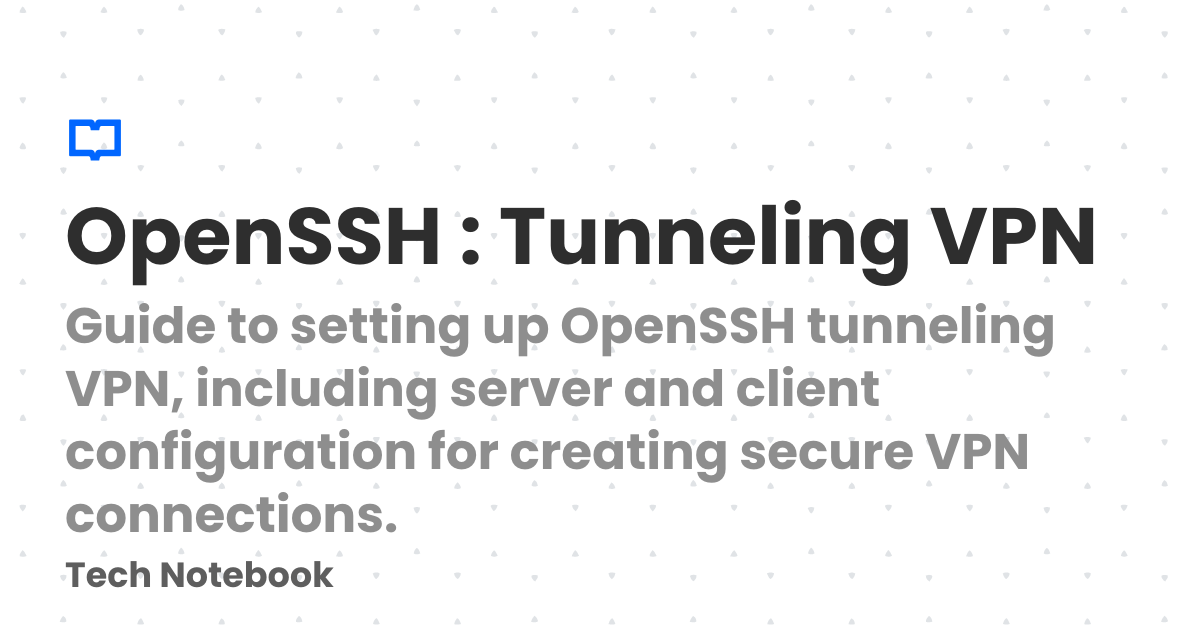 OpenSSH : Tunneling VPN
Guide to setting up OpenSSH tunneling
VPN, including server and client
configuration for creating secure VPN
connections.
Tech Notebook